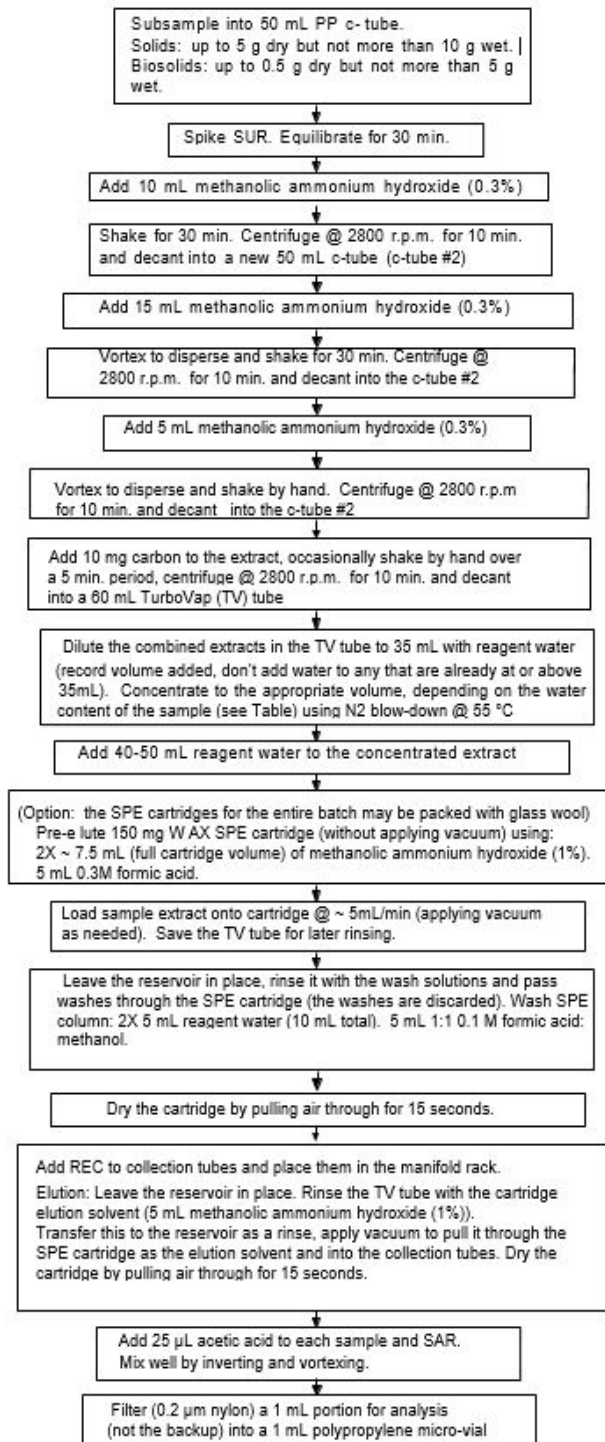 Subsample into 50 mL PP c- tube.
Solids: up to 5 g dry but not more than 10 g wet. |
Biosolids: up to 0.5 g dry but not more than 5 g
wet.
Spike SUR. Equilibrate for 30 min.
Add 10 mL methanolic ammonium hydroxide (0.3%)
Shake for 30 min. Centrifuge @ 2800 r.p.m. for 10 min.
and decant into a new 50 mL c-tube (c-tube #2)
Add 15 mL methanolic ammonium hydroxide (0.3%)
Vortex to disperse and shake for 30 min. Centrifuge @
2800 r.p.m. for 10 min. and decant into the c-tube #2
Add 5 mL methanolic ammonium hydroxide (0.3%)
Vortex to disperse and shake by hand. Centrifuge @ 2800 r.p.m
for 10 min. and decant into the c-tube #2
Add 10 mg carbon to the extract, occasionally shake by hand over
a 5 min. period, centrifuge @ 2800 r.p.m. for 10 min. and decant
into a 60 mL TurboVap (TV) tube
Dilute the combined extracts in the TV tube to 35 mL with reagent water
(record volume added, don't add water to any that are already at or above
35mL). Concentrate to the appropriate volume, depending on the water
content of the sample (see Table) using N2 blow-down @ 55 °C
Add 40-50 mL reagent water to the concentrated extract
(Option: the SPE cartridges for the entire batch may be packed with glass wool)
Pre-e lute 150 mg W AX SPE cartridge (without applying vacuum) using:
2X ~ 7.5 mL (full cartridge volume) of methanolic ammonium hydroxide (1%).
5 mL 0.3M formic acid.
Load sample extract onto cartridge @ ~ 5mL/min (applying vacuum
as needed). Save the TV tube for later rinsing.
Leave the reservoir in place, rinse it with the wash solutions and pass
washes through the SPE cartridge (the washes are discarded). Wash SPE
column: 2X 5 mL reagent water (10 mL total). 5 mL 1:1 0.1 M formic acid:
methanol.
Dry the cartridge by pulling air through for 15 seconds.
Add REC to collection tubes and place them in the manifold rack.
Elution: Leave the reservoir in place. Rinse the TV tube with the cartridge
elution solvent (5 mL methanolic ammonium hydroxide (1%)).
Transfer this to the reservoir as a rinse, apply vacuum to pull it through the
SPE cartridge as the elution solvent and into the collection tubes. Dry the
cartridge by pulling air through for 15 seconds.
Add 25 µL acetic acid to each sample and SAR.
Mix well by inverting and vortexing.
Filter (0.2 µm nylon) a 1 mL portion for analysis
(not the backup) into a 1 mL polypropylene micro-vial